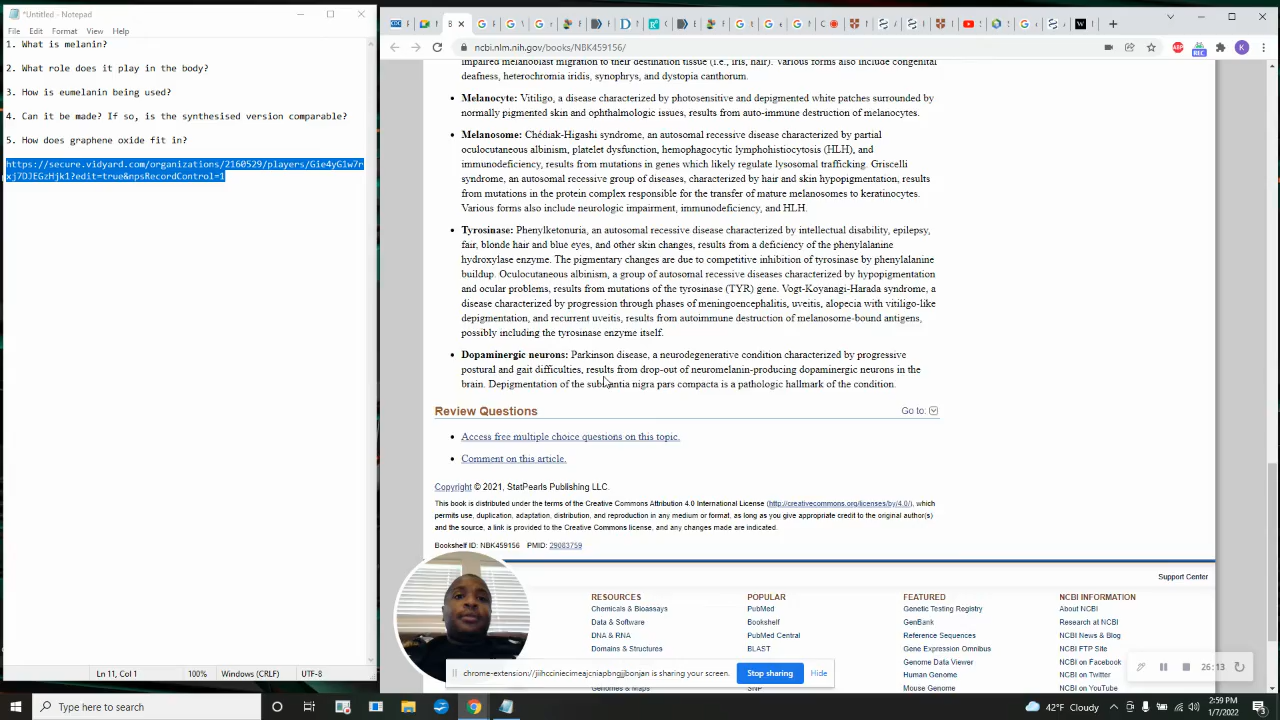 *Untitled - Notepad
File Edit Format View Help
1. What is melanin?
2. What role does it play in the body?
3. How is eumelanin being used?
4. Can it be made? If so, is the synthesised version comparable?
5. How does graphene oxide fit in?
https://secure.vidyard.com/organizations/2160529/players/Gie4yG1w7r
xj7DJEGzHjk1?edit=true&npsRecordControl=1
Ln 11, Col 1 100% Windows (CRLF) UTF-8
ncbi.nlm.nih.gov/books/NBK459156/
ABP
REC
K
impaired melanoblast migration to their destination tissue (i.e., iris, hair). Various forms also include congenital
deafness, heterochromia iridis, synophrys, and dystopia canthorum.
• Melanocyte: Vitiligo, a disease characterized by photosensitive and depigmented white patches surrounded by
normally pigmented skin and ophthalmologic issues, results from auto-immune destruction of melanocytes.
• Melanosome: Chédiak-Higashi syndrome, an autosomal recessive disease characterized by partial
oculocutaneous albinism, platelet dysfunction, hemophagocytic lymphohistiocytosis (HLH), and
immunodeficiency, results from mutations in genes which likely regulate lysosomal trafficking. Griscelli
syndrome, an autosomal recessive group of diseases, characterized by hair and skin hypopigmentation, results
from mutations in the protein complex responsible for the transfer of mature melanosomes to keratinocytes.
Various forms also include neurologic impairment, immunodeficiency, and HLH.
• Tyrosinase: Phenylketonuria, an autosomal recessive disease characterized by intellectual disability, epilepsy,
fair, blonde hair and blue eyes, and other skin changes, results from a deficiency of the phenylalanine
hydroxylase enzyme. The pigmentary changes are due to competitive inhibition of tyrosinase by phenylalanine
buildup. Oculocutaneous albinism, a group of autosomal recessive diseases characterized by hypopigmentation
and ocular problems, results from mutations of the tyrosinase (TYR) gene. Vogt-Koyanagi-Harada syndrome, a
disease characterized by progression through phases of meningoencephalitis, uveitis, alopecia with vitiligo-like
depigmentation, and recurrent uveitis, results from autoimmune destruction of melanosome-bound antigens,
possibly including the tyrosinase enzyme itself.
• Dopaminergic neurons: Parkinson disease, a neurodegenerative condition characterized by progressive
postural and gait difficulties, results from drop-out of neuromelanin-producing dopaminergic neurons in the
brain. Depigmentation of the substantia nigra pars compacta is a pathologic hallmark of the condition.
Review Questions Go to:
• Access free multiple choice questions on this topic.
• Comment on this article.
Copyright © 2021, StatPearls Publishing LLC.
This book is distributed under the terms of the Creative Commons Attribution 4.0 International License (http://creativecommons.org/licenses/by/4.0/), which
permits use, duplication, adaptation, distribution, and reproduction in any medium or format, as long as you give appropriate credit to the original author(s)
and the source, a link is provided to the Creative Commons license, and any changes made are indicated.
Bookshelf ID: NBK459156 PMID: 29083759
Support Center
RESOURCES POPULAR FEATURED NCBI INFORMATION
Chemicals & Bioassays PubMed Genetic Testing Registry About NCBI
Data & Software Bookshelf GenBank Research at NCBI
DNA & RNA PubMed Central Reference Sequences NCBI News & Blog
Domains & Structures BLAST Gene Expression Omnibus NCBI FTP Site
Genome Data Viewer NCBI on Facebook
Human Genome NCBI on Twitter
Genomes & Maps SNP Mouse Genome NCBI on YouTube
chrome-extension://jiihcciniecimeajcniapbngjjbonjan is sharing your screen. Stop sharing Hide
26:13
Type here to search
42°F Cloudy
2:59 PM
1/7/2022